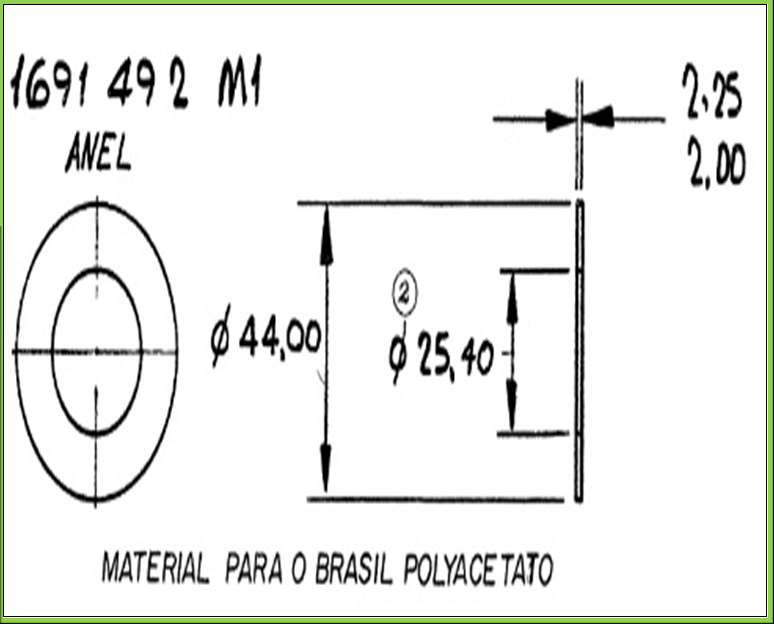 1691 492 M1
ANEL
2.25
2,00
2
Ø 44,00
Ø 25,40
MATERIAL PARA O BRASIL POLYACETATO